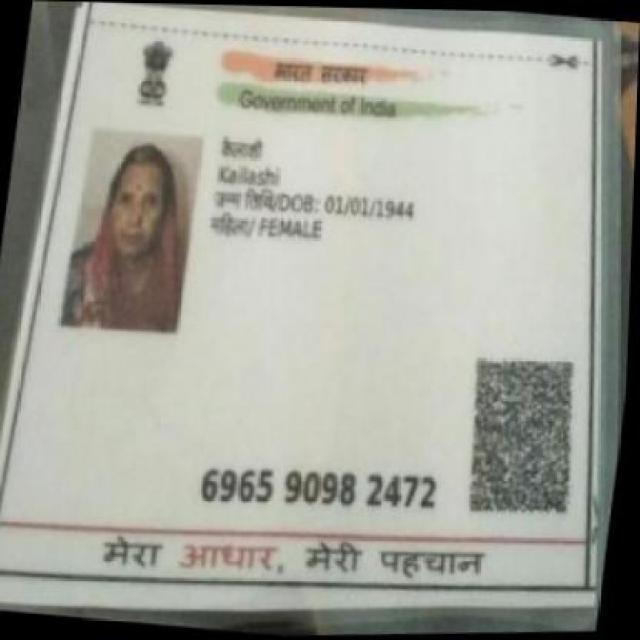 भारत सरकार
Government of India
कैलाशी
Kailashi
जन्म तिथि/DOB: 01/01/1944
महिला/ FEMALE
6965 9098 2472
मेरा आधार, मेरी पहचान